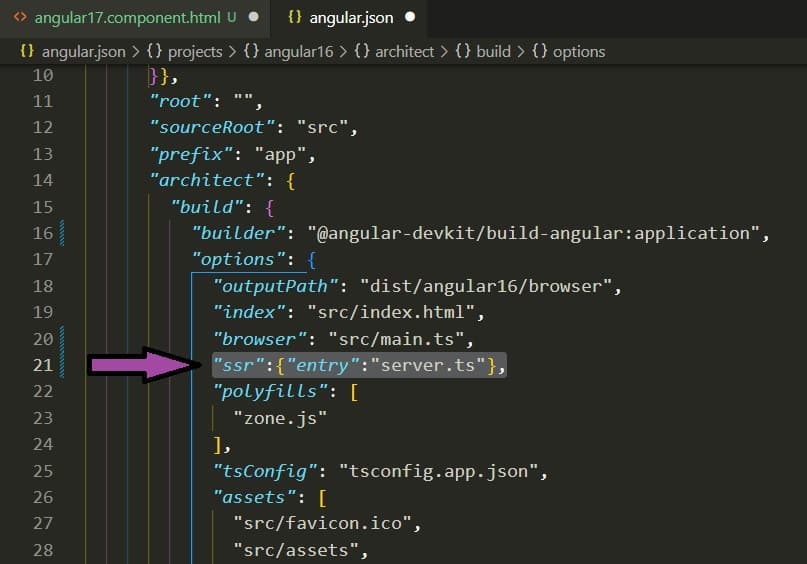 <> angular17.component.html U ●
{} angular.json ●
{} angular.json > {} projects > {} angular16 > {} architect > {} build > {} options
10 }},
11 "root": "",
12 "sourceRoot": "src",
13 "prefix": "app",
14 "architect": {
15 "build": {
16 "builder": "@angular-devkit/build-angular:application",
17 "options": {
18 "outputPath": "dist/angular16/browser",
19 "index": "src/index.html",
20 "browser": "src/main.ts",
21 "ssr":{"entry":"server.ts"},
22 "polyfills": [
23 "zone.js"
24 ],
25 "tsConfig": "tsconfig.app.json",
26 "assets": [
27 "src/favicon.ico",
28 "src/assets",